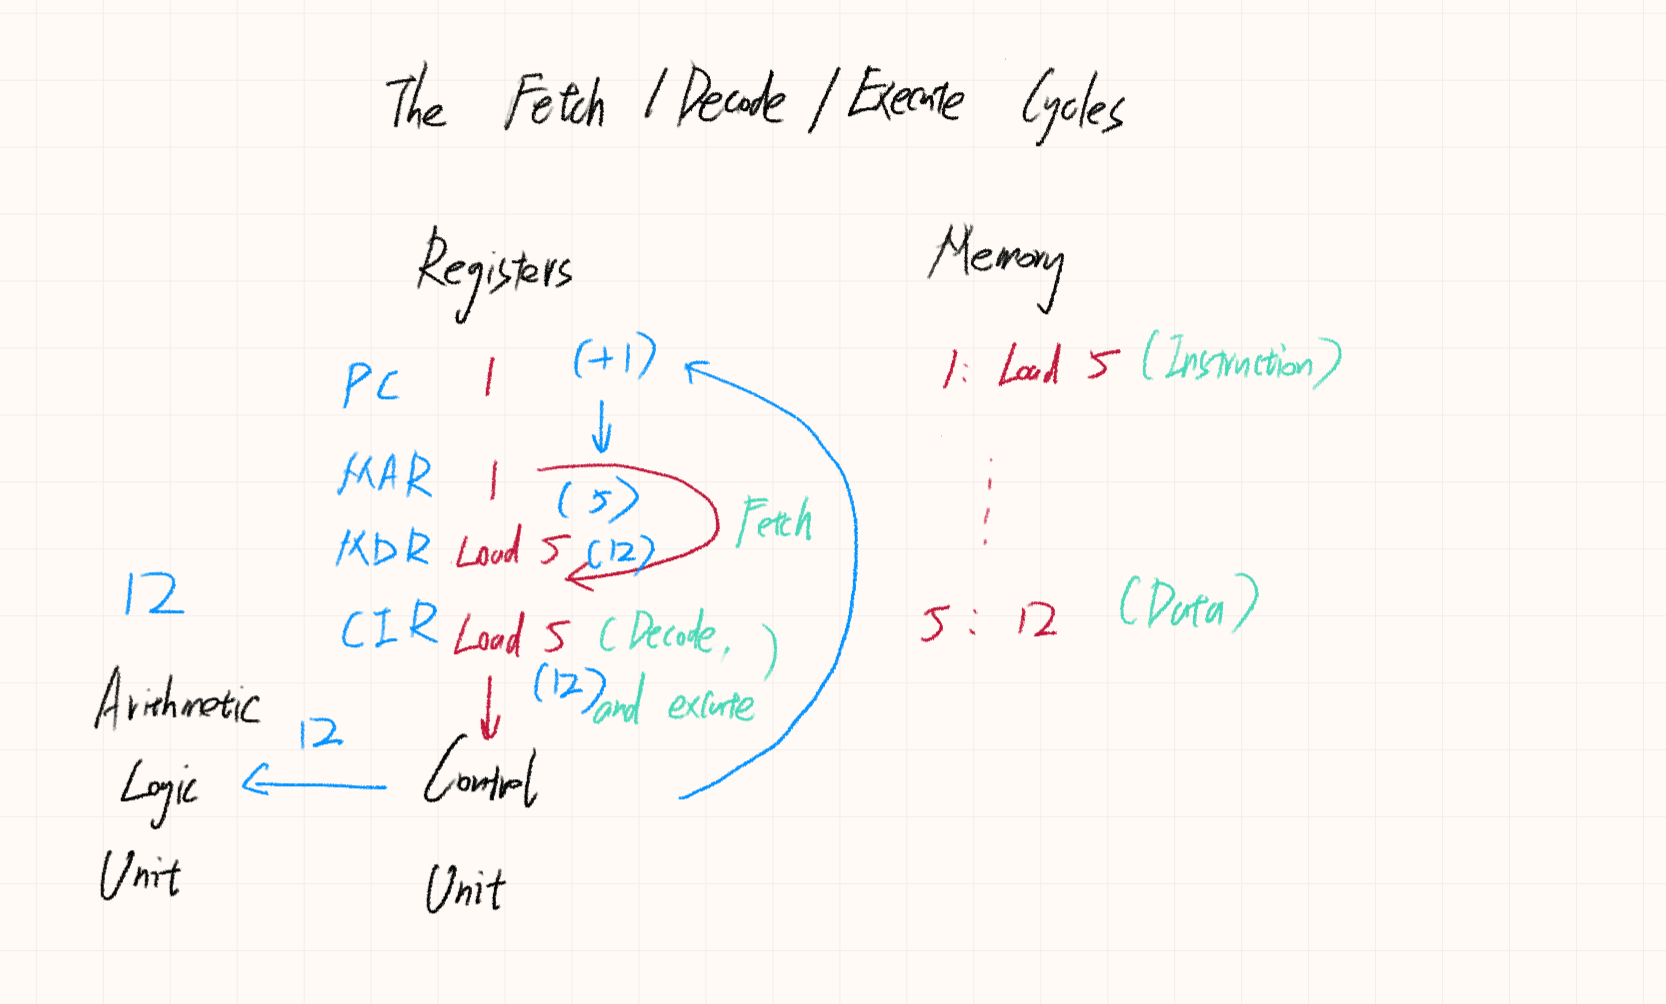 The Fetch / Decode / Execute Cycles
Registers
Memory
PC 1 (+1)
1: Load 5 (Instruction)
MAR 1
(5)
Fetch
MDR Load 5 (12)
12
5: 12 (Data)
CIR Load 5 (Decode, )
(12) and excute
Arithmetic
Logic
Unit
12
Control
Unit